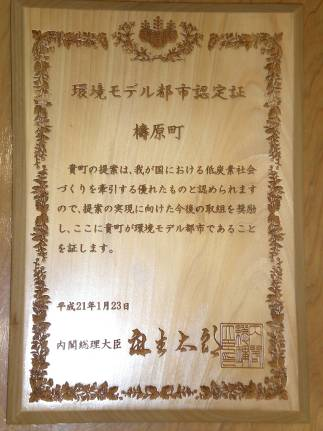 環境モデル都市認定証
檮原町
貴町の提案は、我が国における低炭素社会
づくりを牽引する優れたものと認められます
ので、提案の実現に向けた今後の取組を奨励
し、ここに貴町が環境モデル都市であること
を証します。
平成21年1月23日
内閣総理大臣 麻生太郎